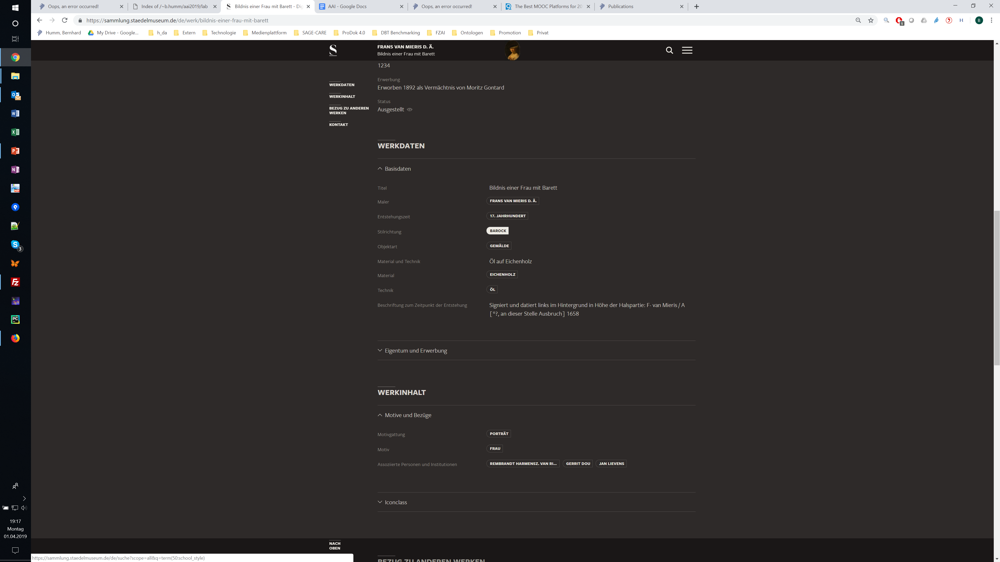 Oops, an error occurred!
Index of /~b.humm/aai2019/lab
Bildnis einer Frau mit Barett - Dig
AAI - Google Docs
Oops, an error occurred!
The Best MOOC Platforms for 20
Publications
https://sammlung.staedelmuseum.de/de/werk/bildnis-einer-frau-mit-barett
1
H
B
Humm, Bernhard
My Drive - Google...
h_da
Extern
Technologie
Medienplattform
SAGE-CARE
ProDok 4.0
DBT Benchmarking
FZAI
Ontologen
Promotion
Privat
Öl auf Eichenholz
S
FRANS VAN MIERIS D. Ä.
Bildnis einer Frau mit Barett
1234
Erwerbung
Erworben 1892 als Vermächtnis von Moritz Gontard
Status
Ausgestellt
WERKDATEN
WERKINHALT
BEZUG ZU ANDEREN
WERKEN
KONTAKT
WERKDATEN
Basisdaten
Titel Bildnis einer Frau mit Barett
Maler FRANS VAN MIERIS D. Ä.
Entstehungszeit 17. JAHRHUNDERT
Stilrichtung BAROCK
Objektart GEMÄLDE
Material und Technik Öl auf Eichenholz
Material EICHENHOLZ
Technik ÖL
Beschriftung zum Zeitpunkt der Entstehung Signiert und datiert links im Hintergrund in Höhe der Halspartie: F· van Mieris / A
[°?, an dieser Stelle Ausbruch] 1658
Eigentum und Erwerbung
WERKINHALT
Motive und Bezüge
Motivgattung PORTRÄT
Motiv FRAU
Assoziierte Personen und Institutionen REMBRANDT HARMENSZ. VAN RI... GERRIT DOU JAN LIEVENS
Iconclass
NACH
OBEN
BEZUG ZU ANDEREN WERKEN
https://sammlung.staedelmuseum.de/de/suche?scope=all&q=term(50:school_style)
3
19:17
Montag
01.04.2019